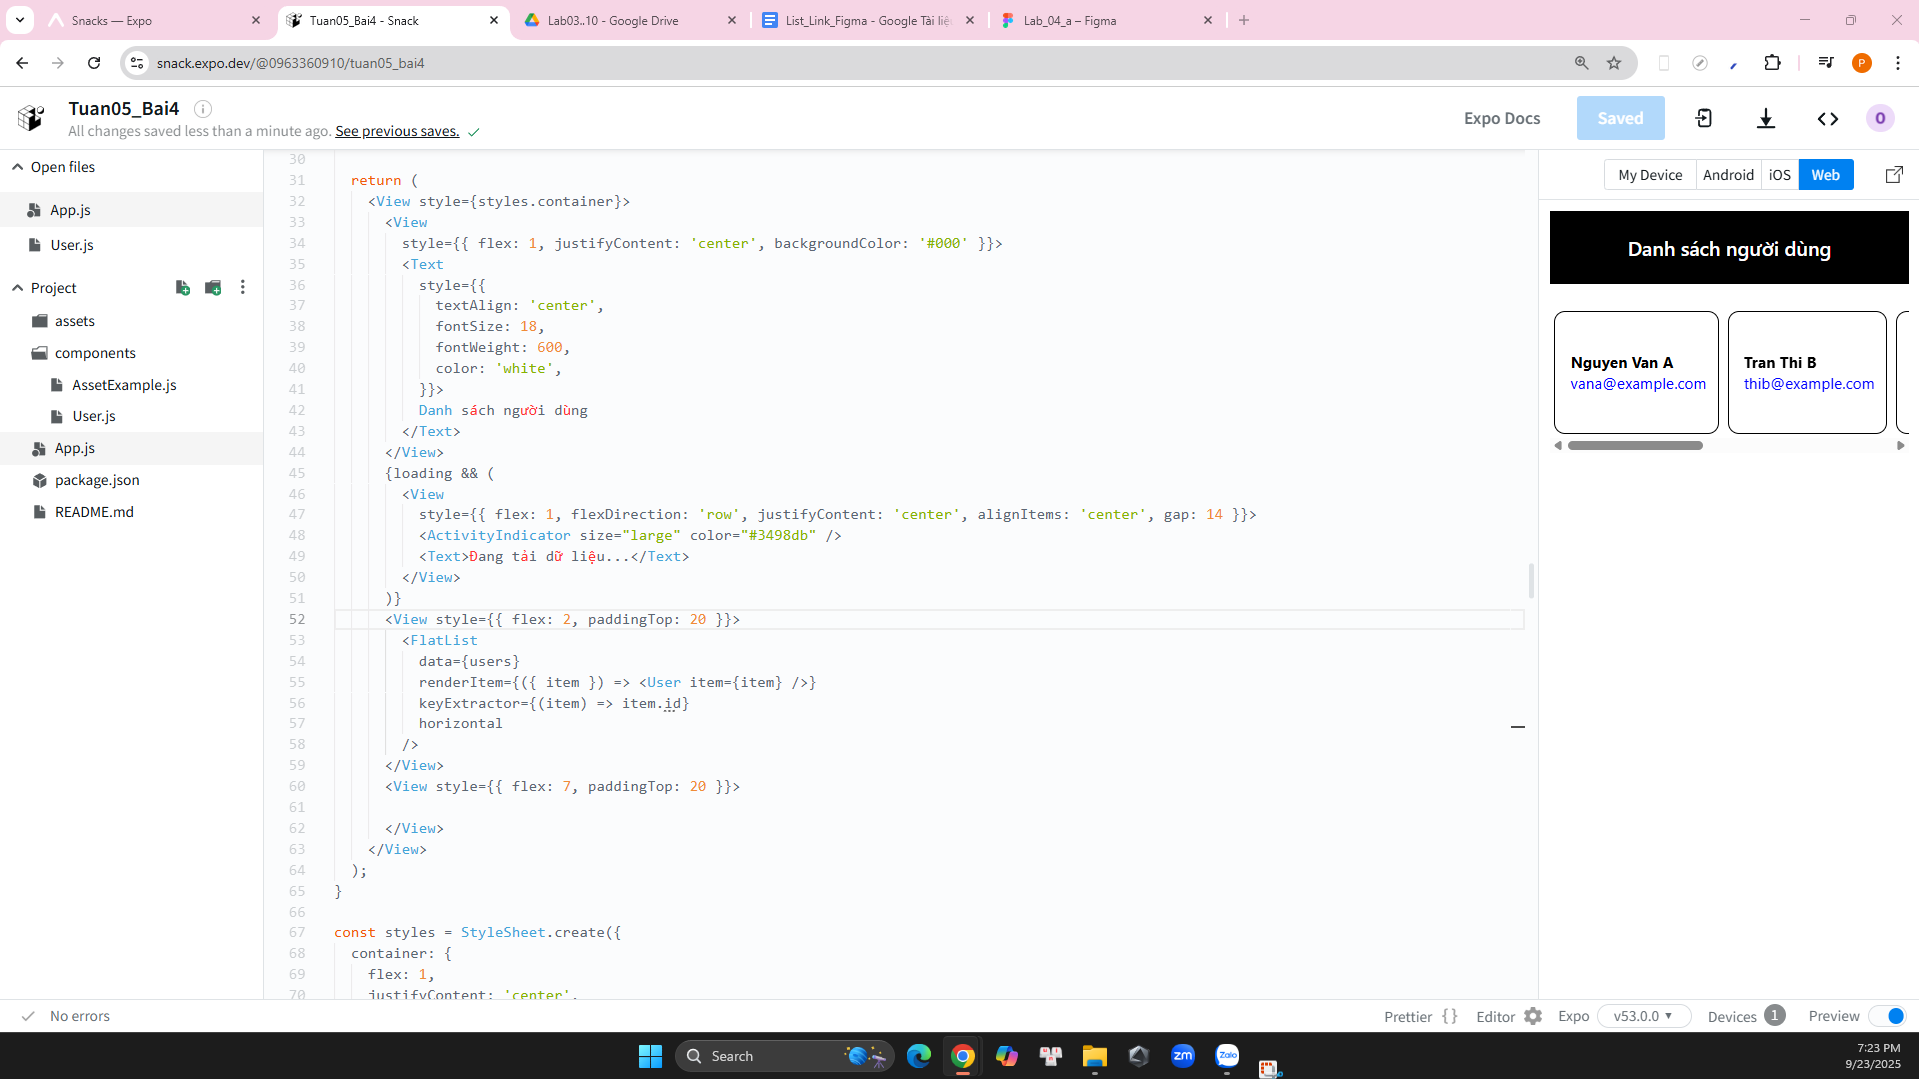 Snacks — Expo
Tuan05_Bai4 - Snack
Lab03..10 - Google Drive
List_Link_Figma - Google Tài liệ
Lab_04_a – Figma
snack.expo.dev/@0963360910/tuan05_bai4
P
Tuan05_Bai4
All changes saved less than a minute ago. See previous saves.
Expo Docs
Saved
O
Open files
App.js
User.js
Project
assets
components
AssetExample.js
User.js
App.js
package.json
README.md
30
31 return (
32 <View style={styles.container}>
33 <View
34 style={{ flex: 1, justifyContent: 'center', backgroundColor: '#000' }}>
35 <Text
36 style={{
37 textAlign: 'center',
38 fontSize: 18,
39 fontWeight: 600,
40 color: 'white',
41 }}>
42 Danh sách người dùng
43 </Text>
44 </View>
45 {loading && (
46 <View
47 style={{ flex: 1, flexDirection: 'row', justifyContent: 'center', alignItems: 'center', gap: 14 }}>
48 <ActivityIndicator size="large" color="#3498db" />
49 <Text>Đang tải dữ liệu...</Text>
50 </View>
51 )}
52 <View style={{ flex: 2, paddingTop: 20 }}>
53 <FlatList
54 data={users}
55 renderItem={({ item }) => <User item={item} />}
56 keyExtractor={(item) => item.id}
57 horizontal
58 />
59 </View>
60 <View style={{ flex: 7, paddingTop: 20 }}>
61
62 </View>
63 </View>
64 );
65 }
66
67 const styles = StyleSheet.create({
68 container: {
69 flex: 1,
70 justifyContent: 'center',
My Device
Android
iOS
Web
Danh sách người dùng
Nguyen Van A
vana@example.com
Tran Thi B
thib@example.com
No errors
Prettier {}
Editor
Expo
v53.0.0
Devices 1
Preview
Search
zm
Zalo
7:23 PM
9/23/2025